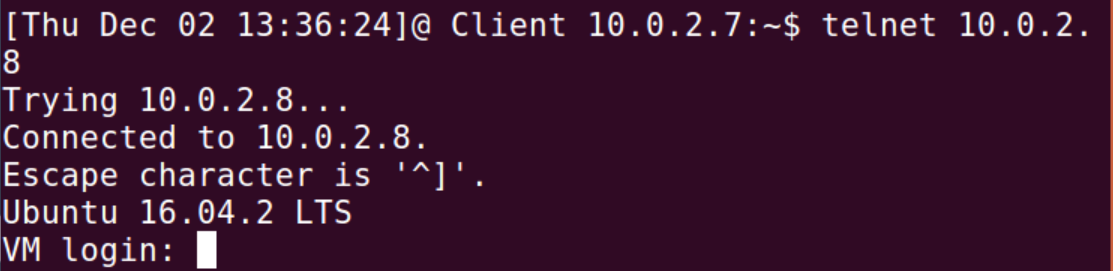 [Thu Dec 02 13:36:24]@ Client 10.0.2.7:~$ telnet 10.0.2.
8
Trying 10.0.2.8...
Connected to 10.0.2.8.
Escape character is '^]'.
Ubuntu 16.04.2 LTS
VM login: